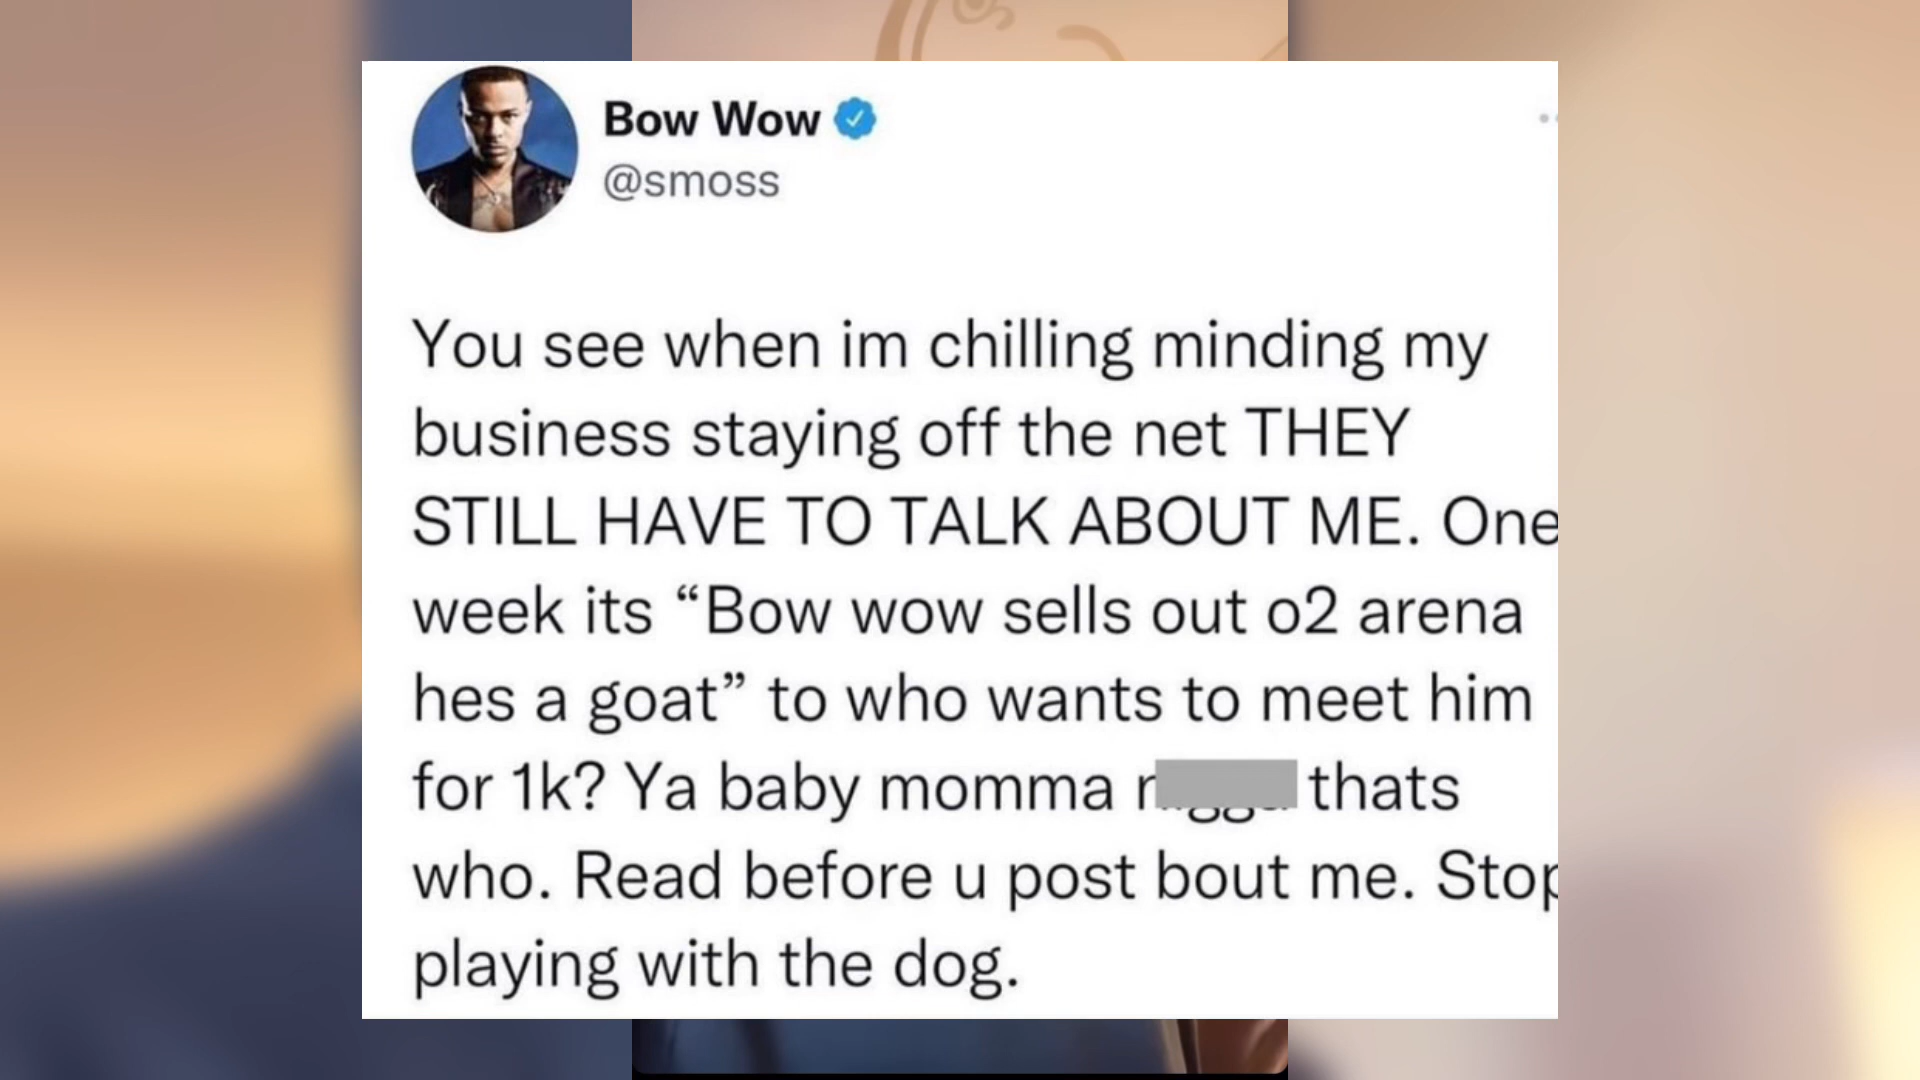 Bow Wow
@smoss
You see when im chilling minding my
business staying off the net THEY
STILL HAVE TO TALK ABOUT ME. One
week its “Bow wow sells out o2 arena
hes a goat” to who wants to meet him
for 1k? Ya baby momma thats
who. Read before u post bout me. Stop
playing with the dog.